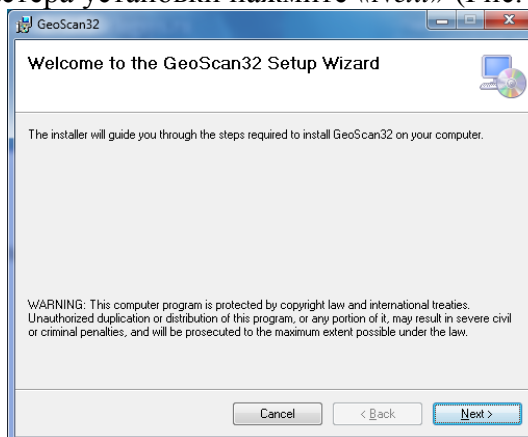 установки нажмите «Next»
GeoScan32
Welcome to the GeoScan32 Setup Wizard
The installer will guide you through the steps required to install GeoScan32 on your computer.
WARNING: This computer program is protected by copyright law and international treaties.
Unauthorized duplication or distribution of this program, or any portion of it, may result in severe civil
or criminal penalties, and will be prosecuted to the maximum extent possible under the law.
Cancel < Back Next >